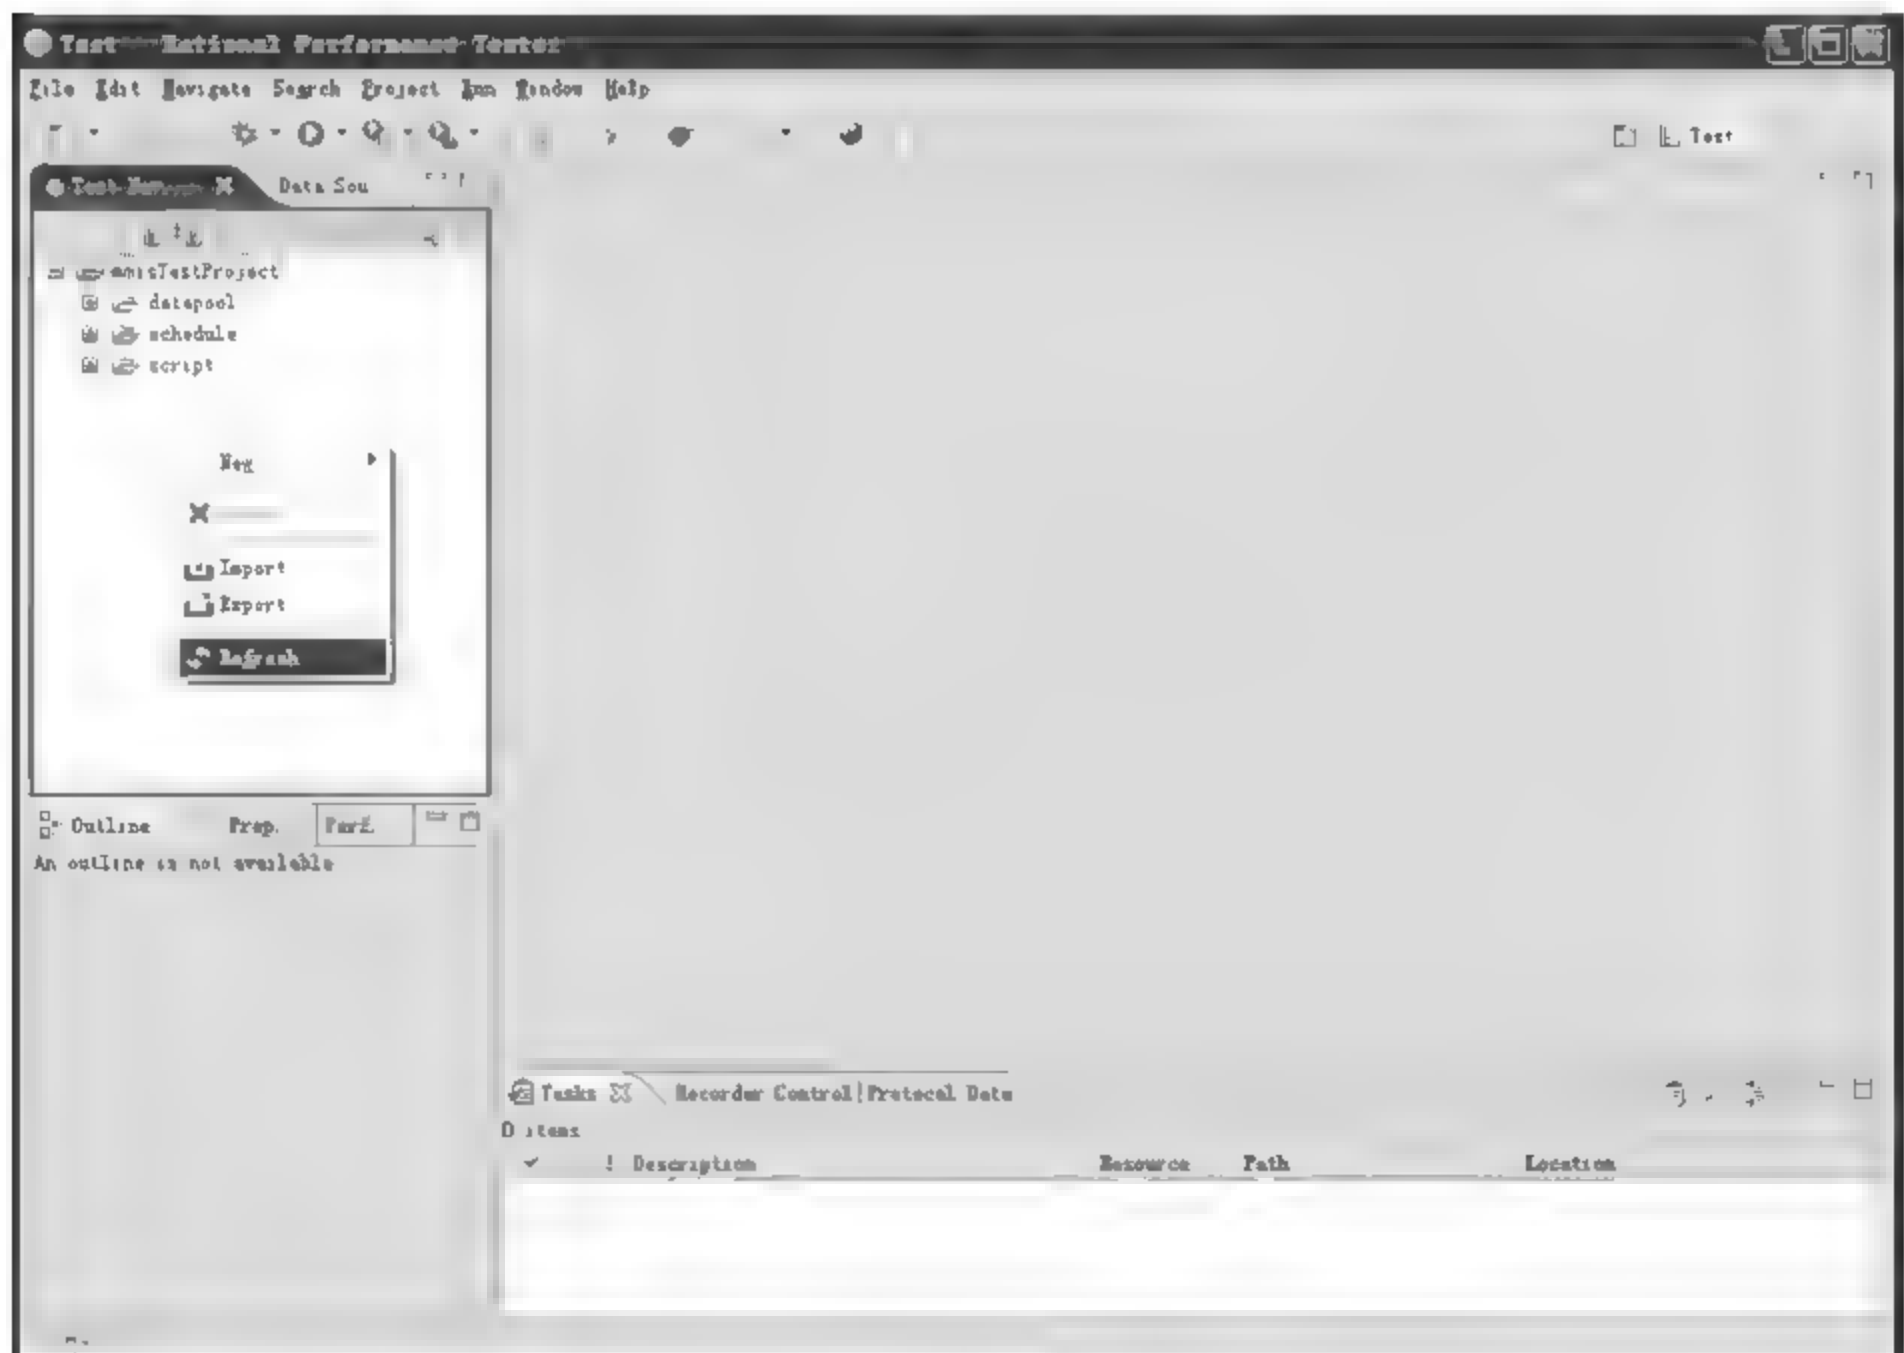 Test - Rational Performance Tester
File Edit Navigate Search Project Run Window Help
Test
Test Data Sou
datapool
schedule
script
New
Import
Export
Refresh
Outline Prop. Perf.
An outline is not available
Tasks Recorder Control Protocol Data
0 items
! Description Resource Path Location